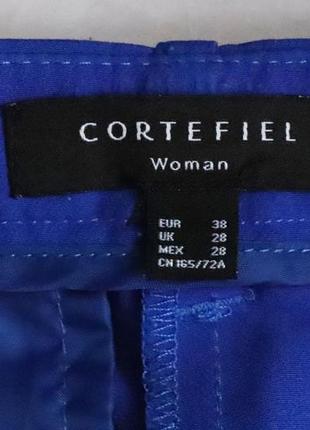 CORTEFIEL
Woman
EUR 38
UK 28
MEX 28
CN 165/72A